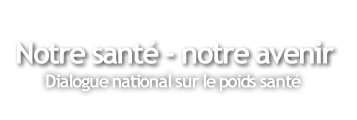 Notre santé - notre avenir
Dialogue national sur le poids santé